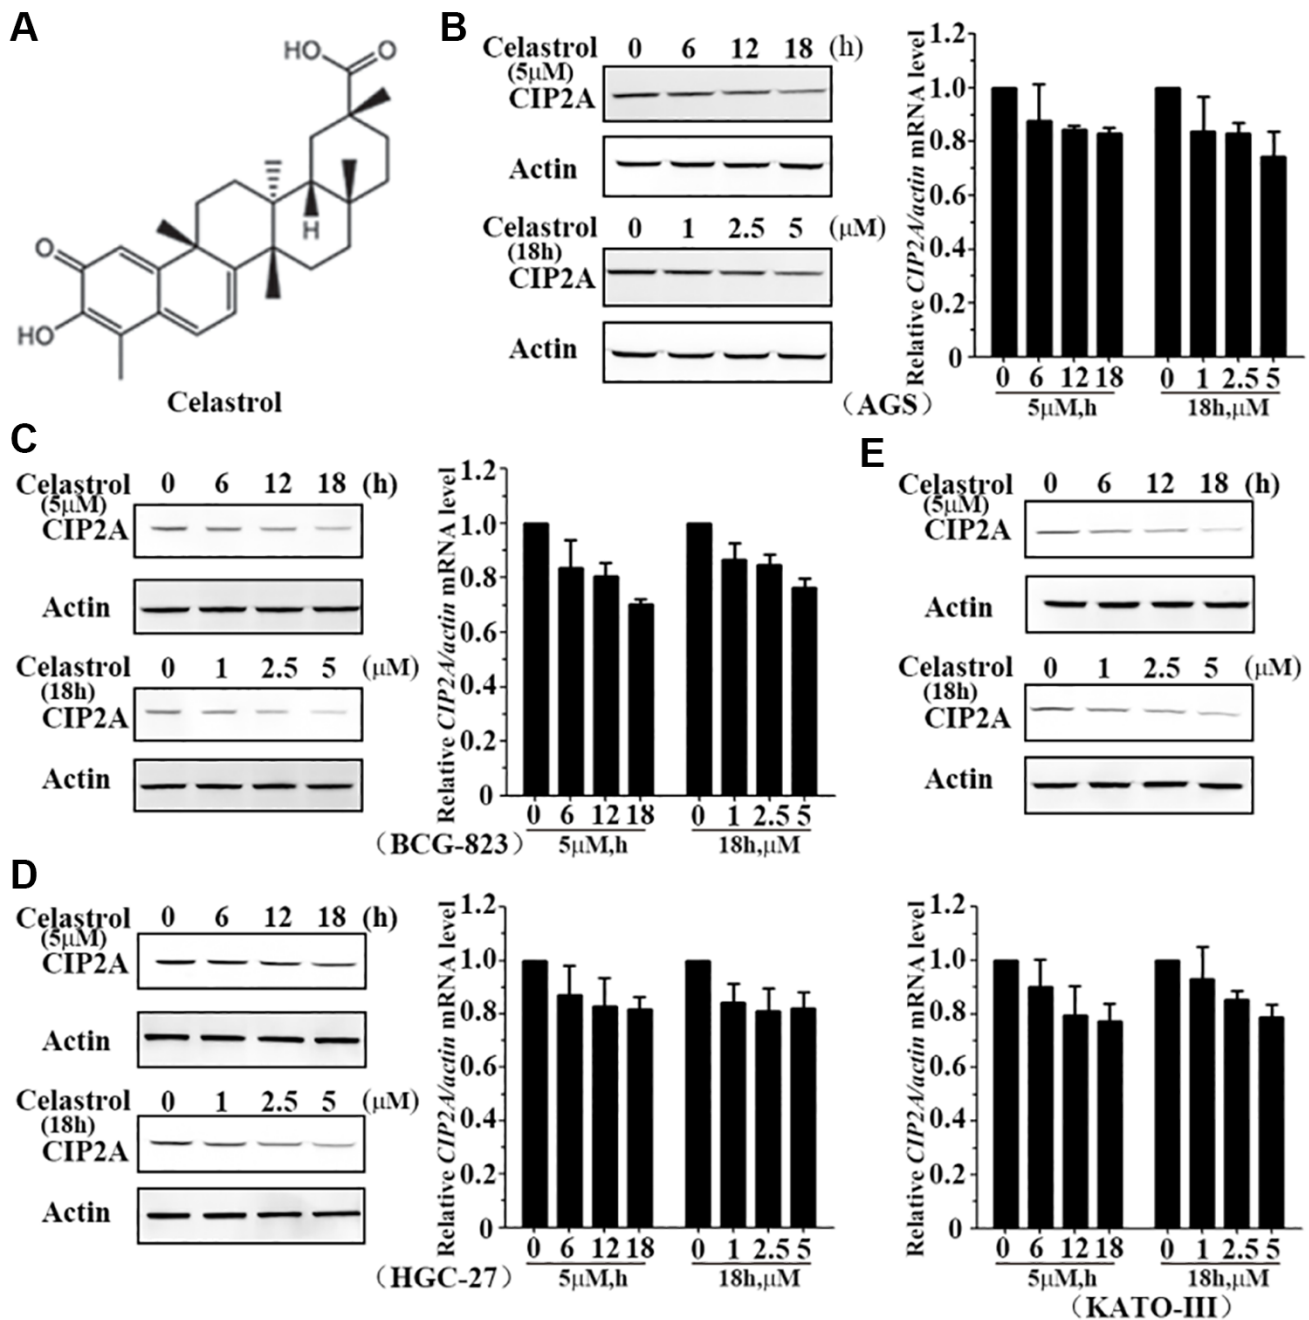 A
HO
O
H
O
HO
Celastrol
B
Celastrol 0 6 12 18 (h)
(5μM)
CIP2A
Actin
Celastrol 0 1 2.5 5 (μM)
(18h)
CIP2A
Actin
(AGS)
Relative CIP2A/actin mRNA level
1.2
1.0
0.8
0.6
0.4
0.2
0
0 6 12 18 0 1 2.5 5
5μM,h 18h,μM
C
Celastrol 0 6 12 18 (h)
(5μM)
CIP2A
Actin
Celastrol 0 1 2.5 5 (μM)
(18h)
CIP2A
Actin
(BCG-823)
Relative CIP2A/actin mRNA level
1.2
1.0
0.8
0.6
0.4
0.2
0
0 6 12 18 0 1 2.5 5
5μM,h 18h,μM
D
Celastrol 0 6 12 18 (h)
(5μM)
CIP2A
Actin
Celastrol 0 1 2.5 5 (μM)
(18h)
CIP2A
Actin
(HGC-27)
Relative CIP2A/actin mRNA level
1.2
1.0
0.8
0.6
0.4
0.2
0
0 6 12 18 0 1 2.5 5
5μM,h 18h,μM
E
Celastrol 0 6 12 18 (h)
(5μM)
CIP2A
Actin
Celastrol 0 1 2.5 5 (μM)
(18h)
CIP2A
Actin
Relative CIP2A/actin mRNA level
1.2
1.0
0.8
0.6
0.4
0.2
0
0 6 12 18 0 1 2.5 5
5μM,h 18h,μM
(KATO-III)